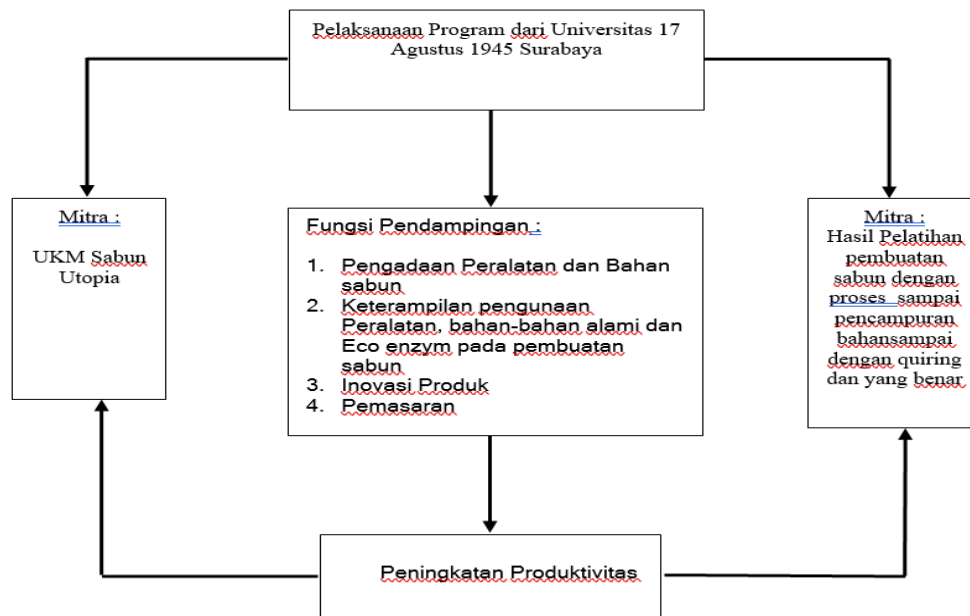 Pelaksanaan Program dari Universitas 17
Agustus 1945 Surabaya
Mitra :
UKM Sabun
Utopia
Fungsi Pendampingan :
1. Pengadaan Peralatan dan Bahan
sabun
2. Keterampilan pengunaan
Peralatan, bahan-bahan alami dan
Eco enzym pada pembuatan
sabun
3. Inovasi Produk
4. Pemasaran
Mitra :
Hasil Pelatihan
pembuatan
sabun dengan
proses sampai
pencampuran
bahansampai
dengan quiring
dan yang benar
Peningkatan Produktivitas